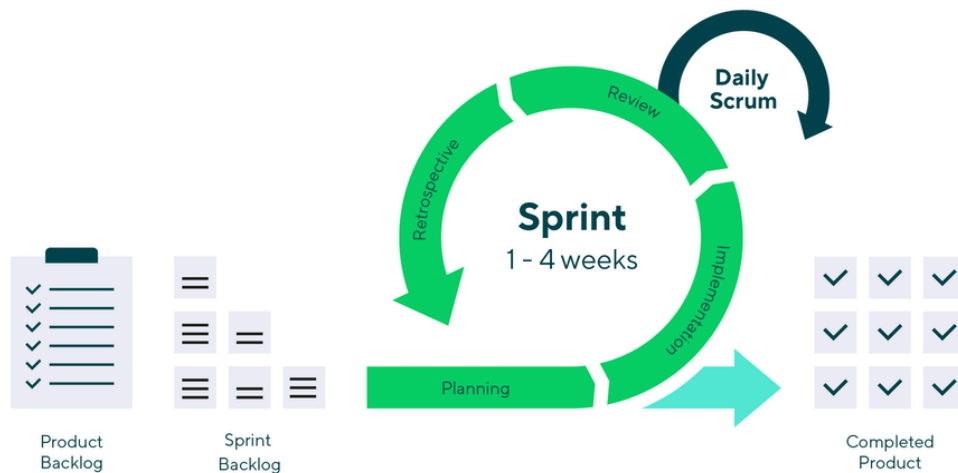 Daily
Scrum
Review
Retrospective
Sprint
1 - 4 weeks
Implementation
Planning
Product
Backlog
Sprint
Backlog
Completed
Product